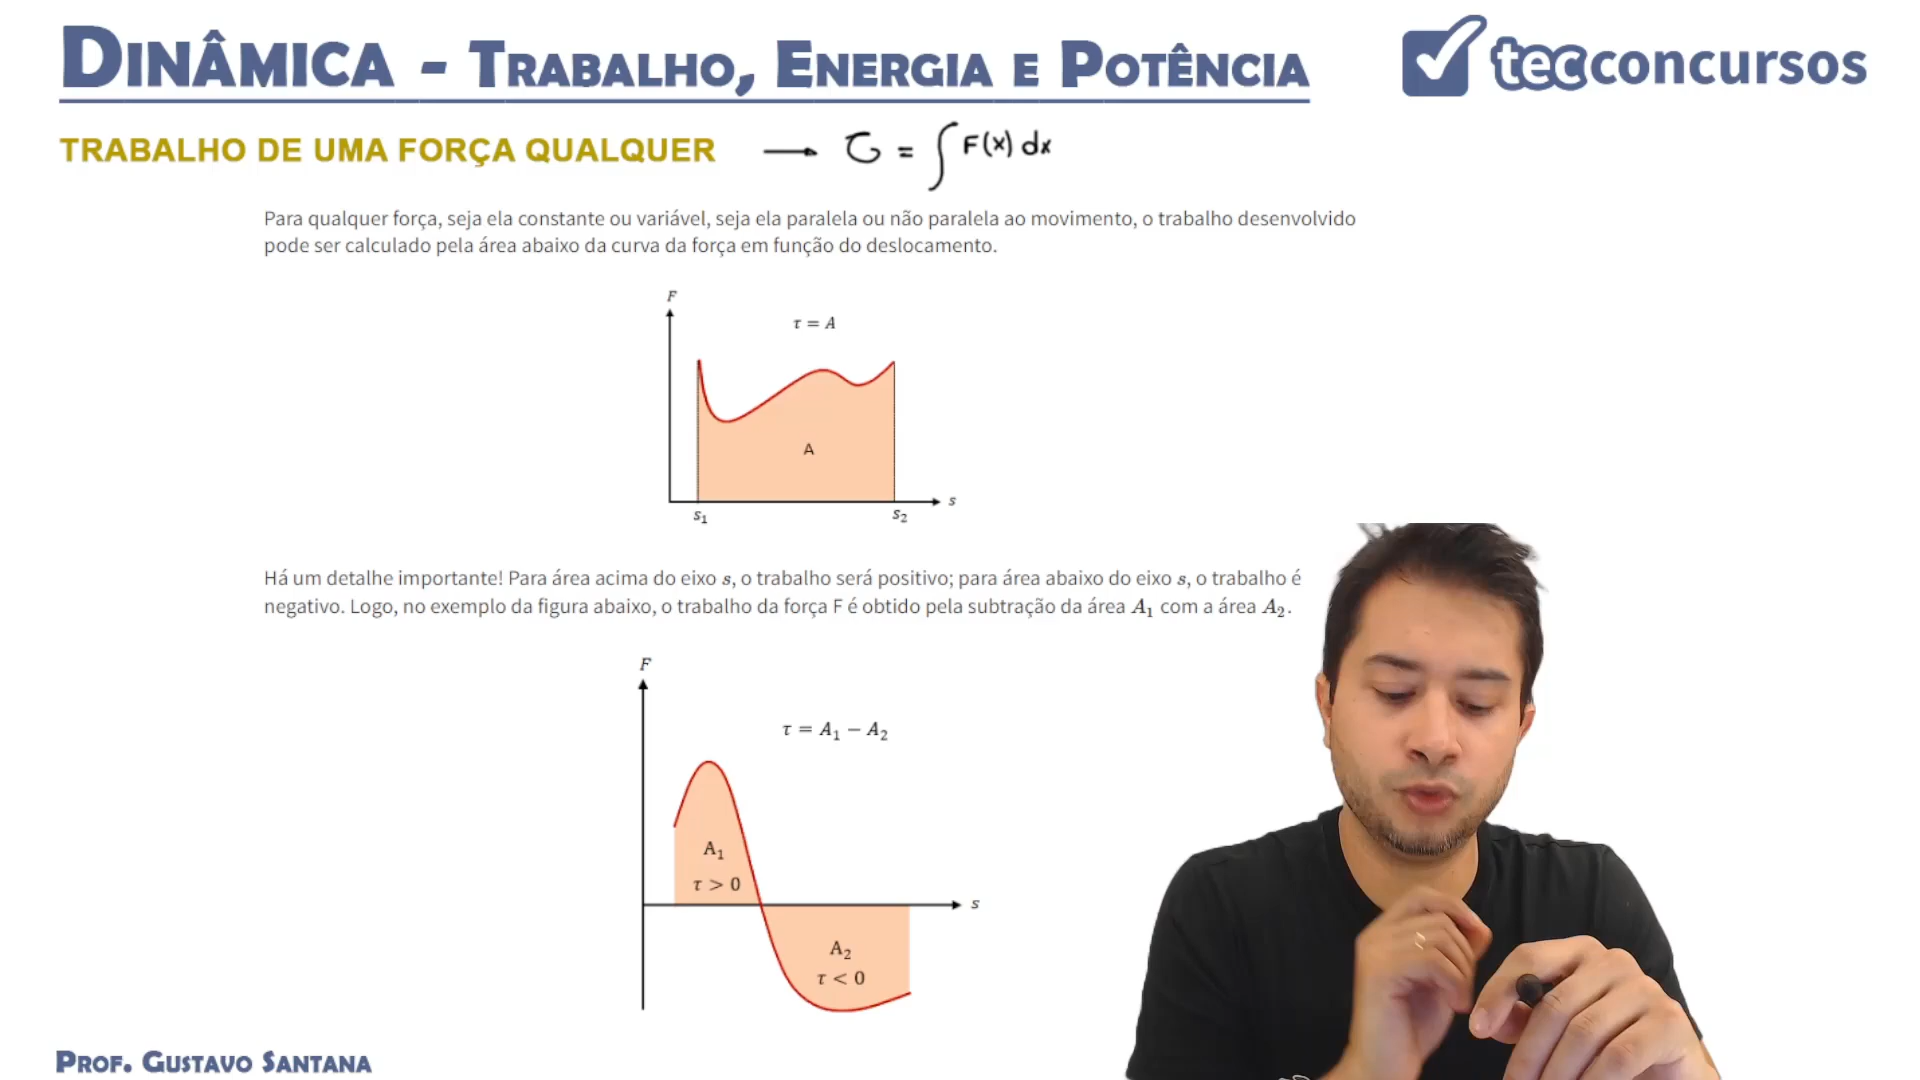 DINÂMICA - TRABALHO, ENERGIA E POTÊNCIA
tecconcursos
TRABALHO DE UMA FORÇA QUALQUER → τ = ∫ F(x) dx
Para qualquer força, seja ela constante ou variável, seja ela paralela ou não paralela ao movimento, o trabalho desenvolvido
pode ser calculado pela área abaixo da curva da força em função do deslocamento.
F
τ = A
A
s
s₁
s₂
Há um detalhe importante! Para área acima do eixo s, o trabalho será positivo; para área abaixo do eixo s, o trabalho é
negativo. Logo, no exemplo da figura abaixo, o trabalho da força F é obtido pela subtração da área A₁ com a área A₂.
F
τ = A₁ − A₂
A₁
τ > 0
s
A₂
τ < 0
PROF. GUSTAVO SANTANA